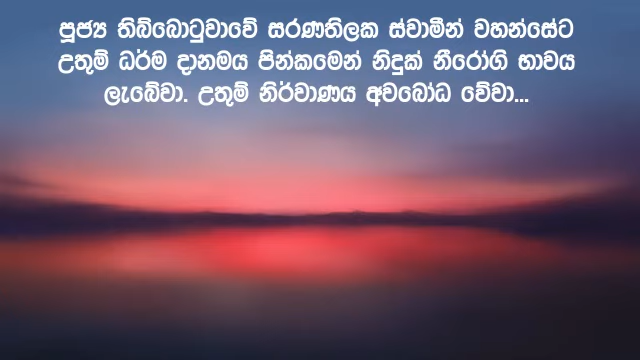 පූජ්‍ය තිබ්බොටුවාවේ සරණතිලක ස්වාමීන් වහන්සේට
උතුම් ධර්ම දානමය පින්කමෙන් නිදුක් නීරෝගි භාවය
ලැබේවා. උතුම් නිර්වාණය අවබෝධ වේවා...